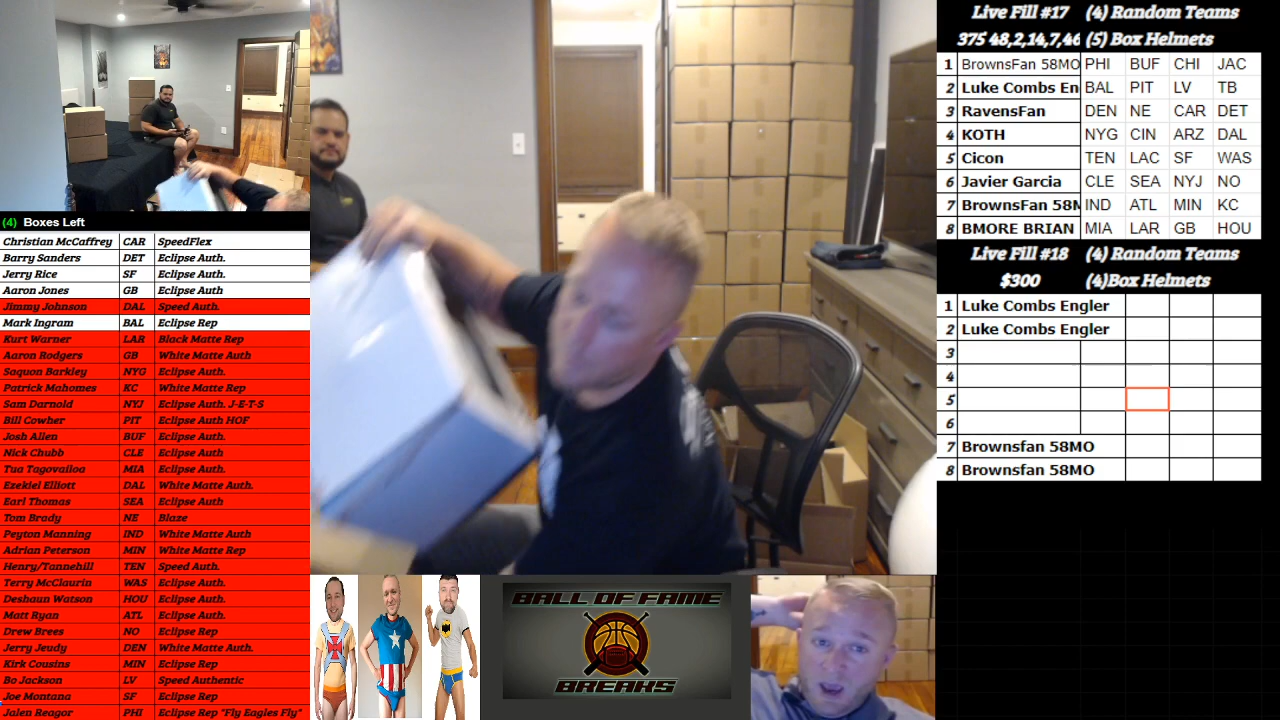 (4) Boxes Left
Christian McCaffrey CAR SpeedFlex
Barry Sanders DET Eclipse Auth.
Jerry Rice SF Eclipse Auth.
Aaron Jones GB Eclipse Auth
Jimmy Johnson DAL Speed Auth.
Mark Ingram BAL Eclipse Rep
Kurt Warner LAR Black Matte Rep
Aaron Rodgers GB White Matte Auth
Saquon Barkley NYG Eclipse Auth.
Patrick Mahomes KC White Matte Rep
Sam Darnold NYJ Eclipse Auth. J-E-T-S
Bill Cowher PIT Eclipse Auth HOF
Josh Allen BUF Eclipse Auth.
Nick Chubb CLE Eclipse Auth
Tua Tagovailoa MIA Eclipse Auth.
Ezekiel Elliott DAL White Matte Auth.
Earl Thomas SEA Eclipse Auth
Tom Brady NE Blaze
Peyton Manning IND White Matte Auth
Adrian Peterson MIN White Matte Rep
Henry/Tannehill TEN Speed Auth.
Terry McClaurin WAS Eclipse Auth.
Deshaun Watson HOU Eclipse Auth.
Matt Ryan ATL Eclipse Auth.
Drew Brees NO Eclipse Rep
Jerry Jeudy DEN White Matte Auth.
Kirk Cousins MIN Eclipse Rep
Bo Jackson LV Speed Authentic
Joe Montana SF Eclipse Rep
Jalen Reagor PHI Eclipse Rep "Fly Eagles Fly"
BALL OF FAME
BREAKS
Live Fill #17 (4) Random Teams
375 48,2,14,7,46 (5) Box Helmets
1 BrownsFan 58MO PHI BUF CHI JAC
2 Luke Combs En BAL PIT LV TB
3 RavensFan DEN NE CAR DET
4 KOTH NYG CIN ARZ DAL
5 Cicon TEN LAC SF WAS
6 Javier Garcia CLE SEA NYJ NO
7 BrownsFan 58M IND ATL MIN KC
8 BMORE BRIAN MIA LAR GB HOU
Live Fill #18 (4) Random Teams
$300 (4)Box Helmets
1 Luke Combs Engler
2 Luke Combs Engler
3
4
5
6
7 Brownsfan 58MO
8 Brownsfan 58MO